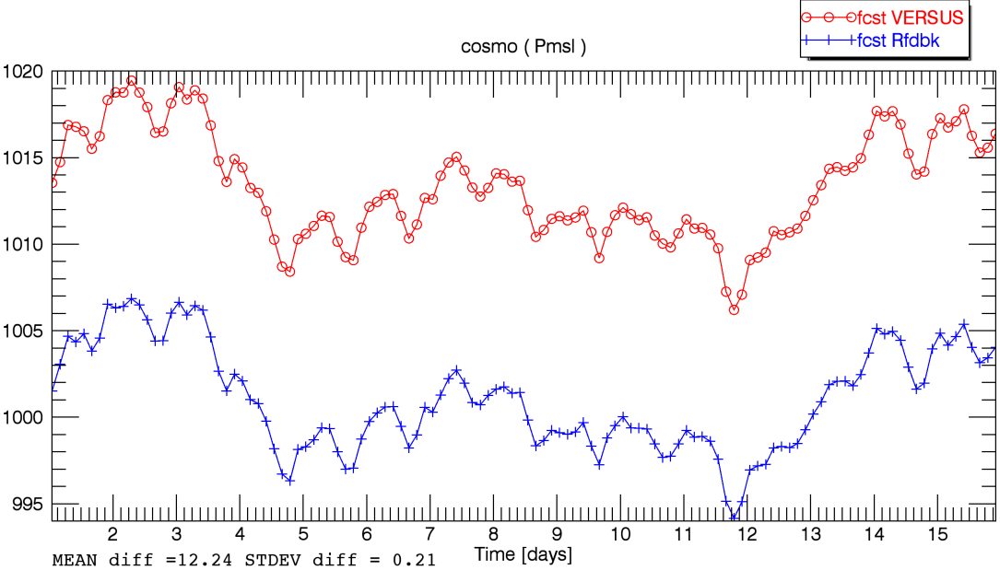 fcst VERSUS
fcst Rfdbk
cosmo ( Pmsl )
1020
1015
1010
1005
1000
995
2 3 4 5 6 7 8 9 10 11 12 13 14 15
Time [days]
MEAN diff =12.24 STDEV diff = 0.21